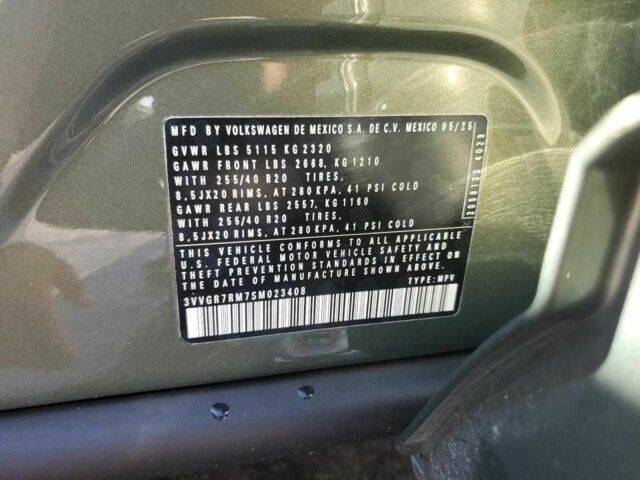 MFD BY VOLKSWAGEN DE MEXICO S.A. DE C.V. MEXICO 05/25
GVWR LBS 5115 KG 2320
GAWR FRONT LBS 2668, KG 1210
WITH 255/40 R20 TIRES,
8.5JX20 RIMS, AT 280 KPA, 41 PSI COLD
GAWR REAR LBS 2557, KG 1160
WITH 255/40 R20 TIRES,
8.5JX20 RIMS, AT 280 KPA, 41 PSI COLD
THIS VEHICLE CONFORMS TO ALL APPLICABLE
U.S. FEDERAL MOTOR VEHICLE SAFETY AND
THEFT PREVENTION STANDARDS IN EFFECT ON
THE DATE OF MANUFACTURE SHOWN ABOVE.
3VVGR7RM7SM023408 TYPE:MPV
2068133 4029